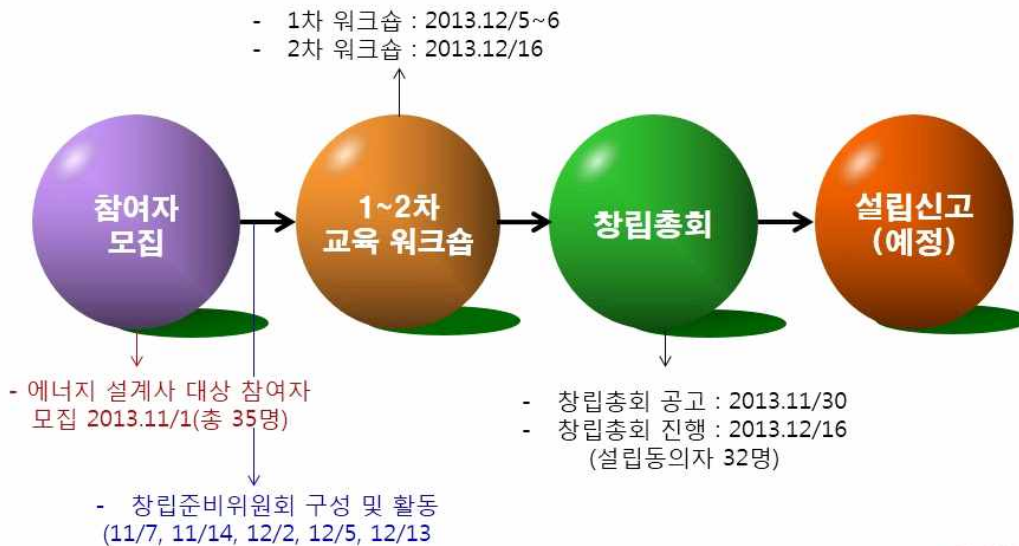 - 1차 워크숍 : 2013.12/5~6
- 2차 워크숍 : 2013.12/16
참여자
모집
1~2차
교육 워크숍
창립총회
설립신고
(예정)
- 에너지 설계사 대상 참여자
모집 2013.11/1(총 35명)
- 창립총회 공고 : 2013.11/30
- 창립총회 진행 : 2013.12/16
(설립동의자 32명)
- 창립준비위원회 구성 및 활동
(11/7, 11/14, 12/2, 12/5, 12/13